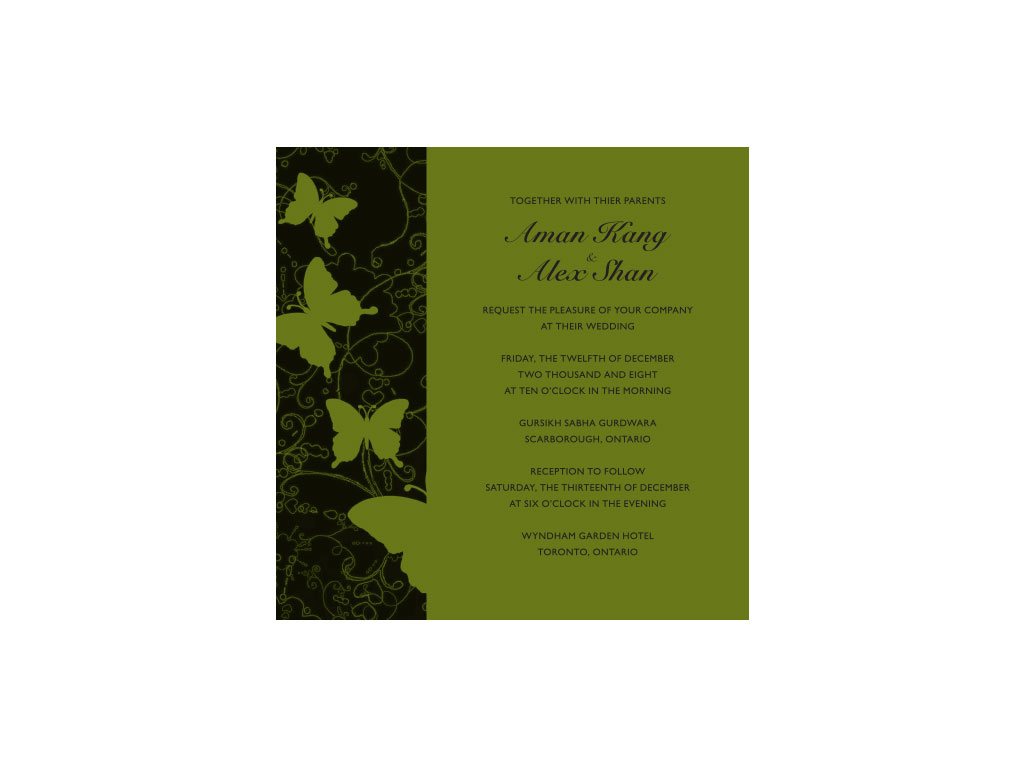 TOGETHER WITH THIER PARENTS
Aman Kang
&
Alex Shan
REQUEST THE PLEASURE OF YOUR COMPANY
AT THEIR WEDDING
FRIDAY, THE TWELFTH OF DECEMBER
TWO THOUSAND AND EIGHT
AT TEN O'CLOCK IN THE MORNING
GURSIKH SABHA GURDWARA
SCARBOROUGH, ONTARIO
RECEPTION TO FOLLOW
SATURDAY, THE THIRTEENTH OF DECEMBER
AT SIX O'CLOCK IN THE EVENING
WYNDHAM GARDEN HOTEL
TORONTO, ONTARIO